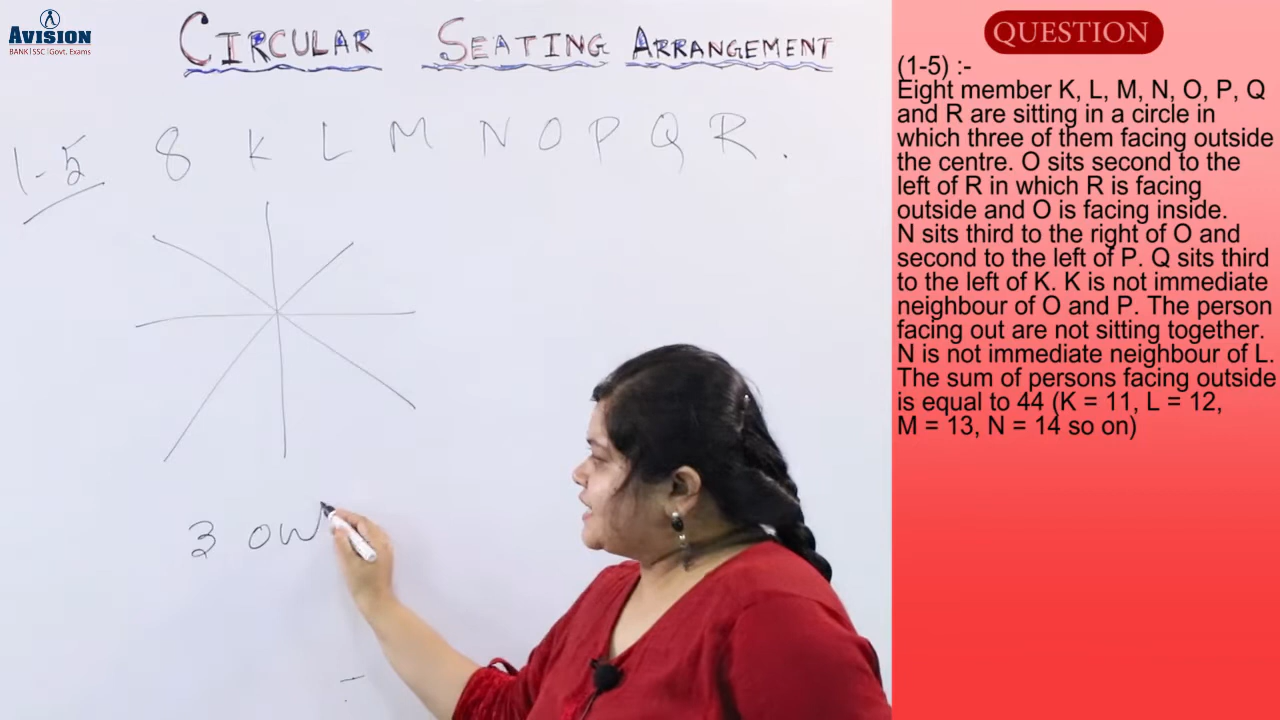 AVISION
BANK|SSC|Govt. Exams
CIRCULAR SEATING ARRANGEMENT
1-5 8 K L M N O P Q R .
3 ou
QUESTION
(1-5) :-
Eight member K, L, M, N, O, P, Q
and R are sitting in a circle in
which three of them facing outside
the centre. O sits second to the
left of R in which R is facing
outside and O is facing inside.
N sits third to the right of O and
second to the left of P. Q sits third
to the left of K. K is not immediate
neighbour of O and P. The person
facing out are not sitting together.
N is not immediate neighbour of L.
The sum of persons facing outside
is equal to 44 (K = 11, L = 12,
M = 13, N = 14 so on)